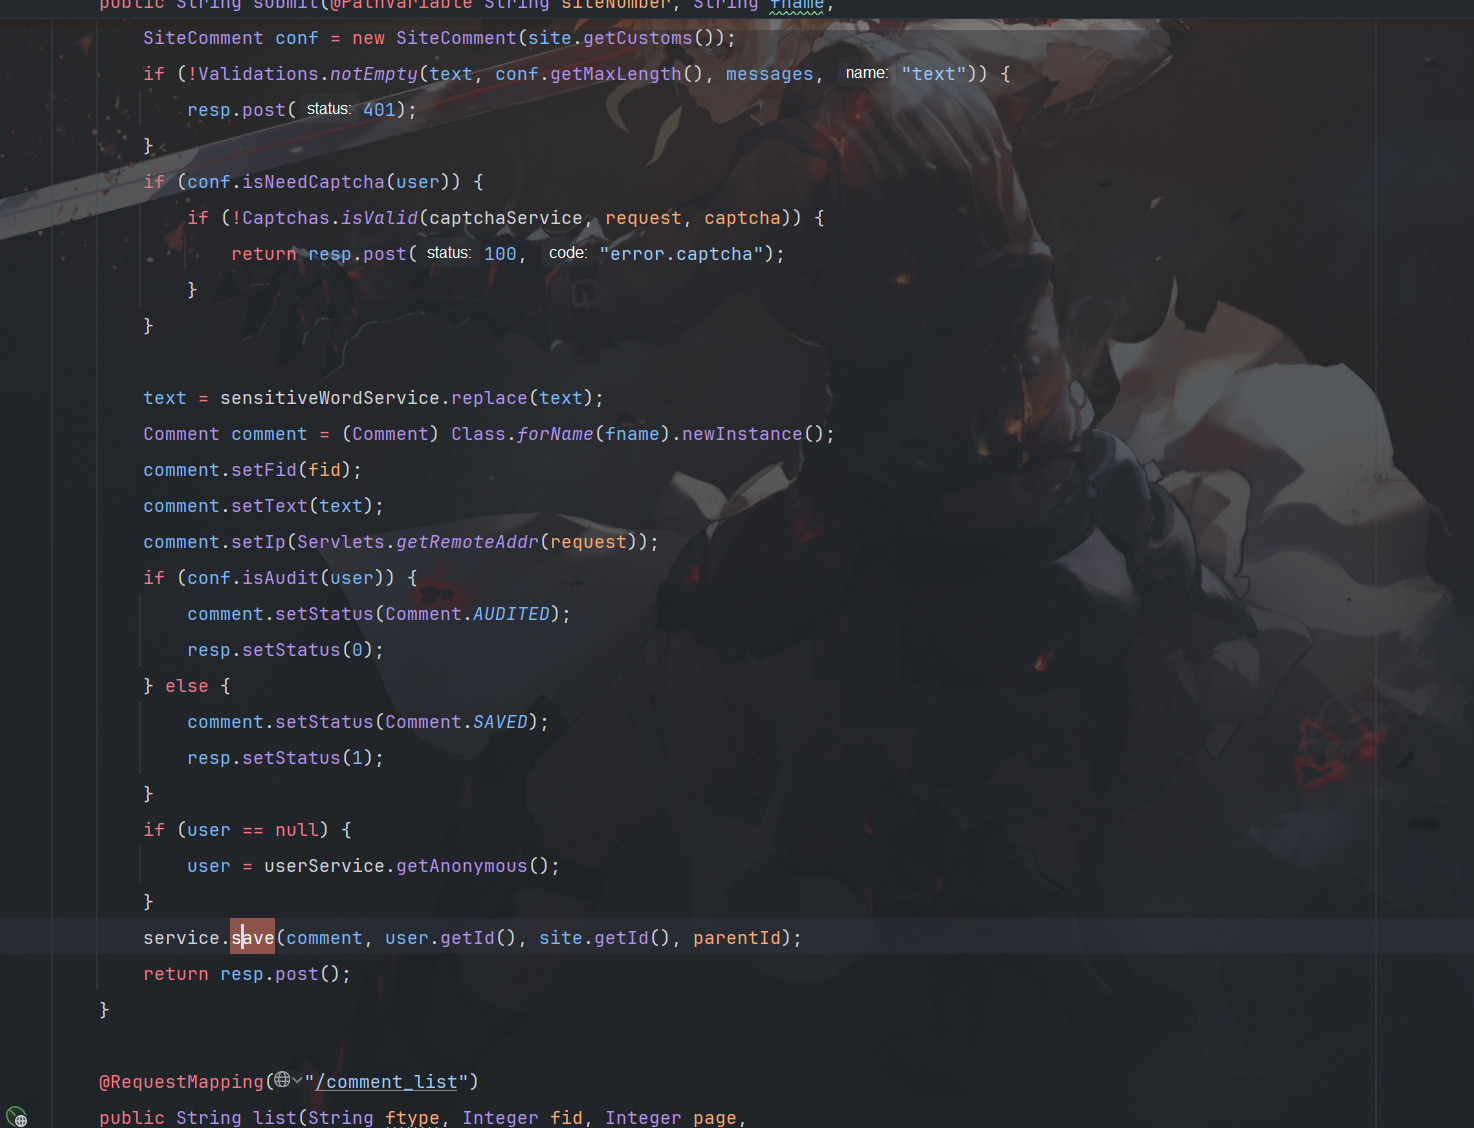 public String submit(@PathVariable String siteNumber, String fname,
SiteComment conf = new SiteComment(site.getCustoms());
if (!Validations.notEmpty(text, conf.getMaxLength(), messages, name: "text")) {
resp.post( status: 401);
}
if (conf.isNeedCaptcha(user)) {
if (!Captchas.isValid(captchaService, request, captcha)) {
return resp.post( status: 100, code: "error.captcha");
}
}
text = sensitiveWordService.replace(text);
Comment comment = (Comment) Class.forName(fname).newInstance();
comment.setFid(fid);
comment.setText(text);
comment.setIp(Servlets.getRemoteAddr(request));
if (conf.isAudit(user)) {
comment.setStatus(Comment.AUDITED);
resp.setStatus(0);
} else {
comment.setStatus(Comment.SAVED);
resp.setStatus(1);
}
if (user == null) {
user = userService.getAnonymous();
}
service.save(comment, user.getId(), site.getId(), parentId);
return resp.post();
}
@RequestMapping("/comment_list")
public String list(String ftype, Integer fid, Integer page,